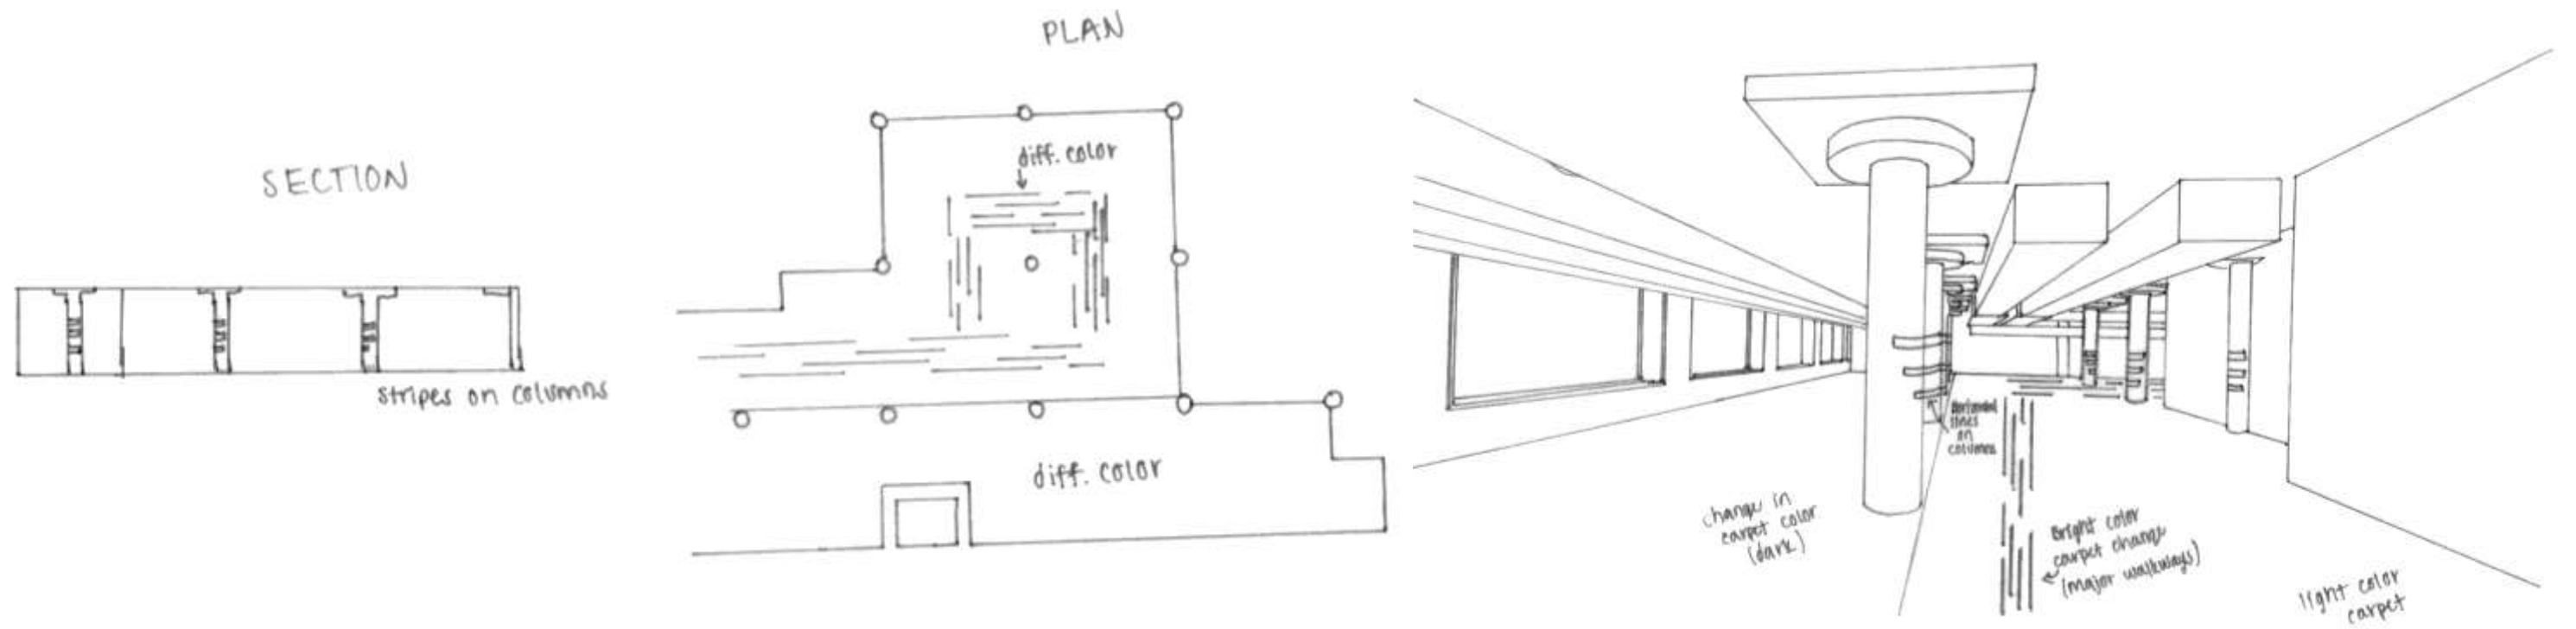 SECTION
stripes on columns
PLAN
diff. color
diff. color
horizontal
lines
on
columns
change in
carpet color
(dark)
Bright color
carpet change
(major walkways)
light color
carpet